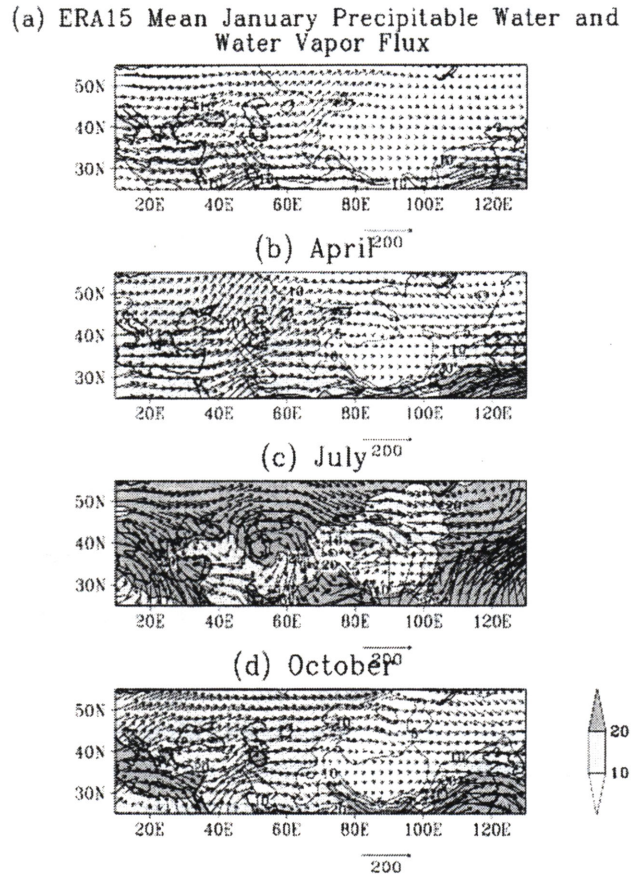 (a) ERA15 Mean January Precipitable Water and
Water Vapor Flux
50N
40N
30N
20E 40E 60E 80E 100E 120E
200
(b) April
50N
40N
30N
20E 40E 60E 80E 100E 120E
200
(c) July
50N
40N
30N
20E 40E 60E 80E 100E 120E
200
(d) October
50N
40N
30N
20E 40E 60E 80E 100E 120E
200
20
10